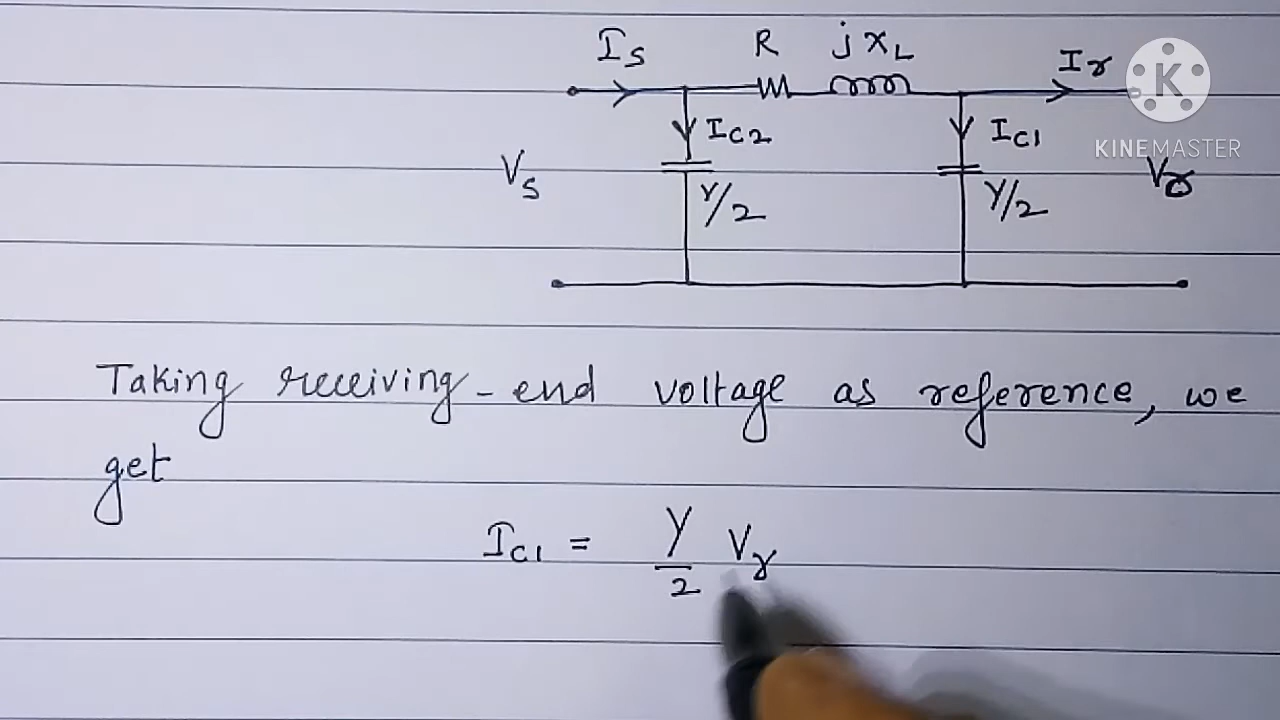 Is R jXL Ir
K
KINEMASTER
IC2 IC1
Vs Y/2 Y/2 Vr
Taking receiving-end voltage as reference, we
get
IC1 = Y/2 Vr